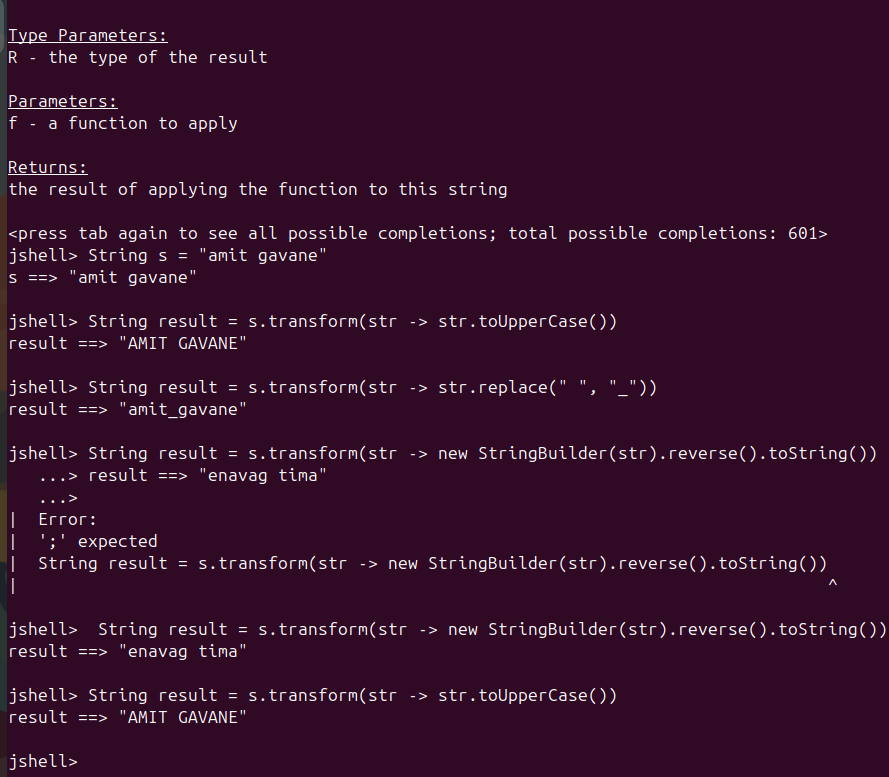 Type Parameters:
R - the type of the result

Parameters:
f - a function to apply

Returns:
the result of applying the function to this string

<press tab again to see all possible completions; total possible completions: 601>
jshell> String s = "amit gavane"
s ==> "amit gavane"

jshell> String result = s.transform(str -> str.toUpperCase())
result ==> "AMIT GAVANE"

jshell> String result = s.transform(str -> str.replace(" ", "_"))
result ==> "amit_gavane"

jshell> String result = s.transform(str -> new StringBuilder(str).reverse().toString())
   ...> result ==> "enavag tima"
   ...>
|  Error:
|  ';' expected
|  String result = s.transform(str -> new StringBuilder(str).reverse().toString())
|                                                                                 ^

jshell>  String result = s.transform(str -> new StringBuilder(str).reverse().toString())
result ==> "enavag tima"

jshell> String result = s.transform(str -> str.toUpperCase())
result ==> "AMIT GAVANE"

jshell>